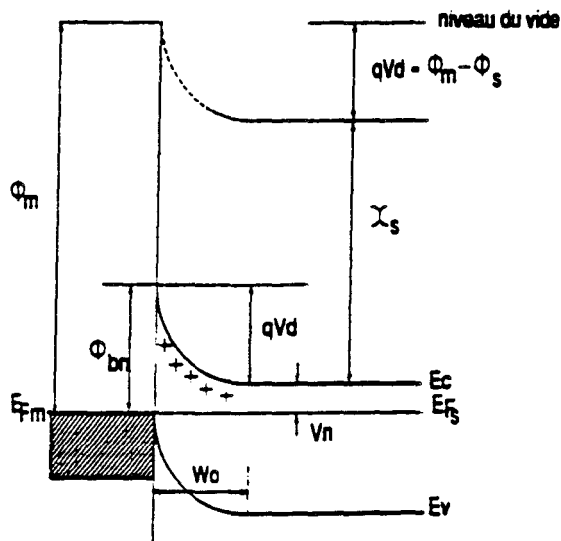 niveau du vide
qVd = Φm − Φs
Φm
χs
qVd
Φbn
Ec
EFm
EFs
Vn
Wo
Ev